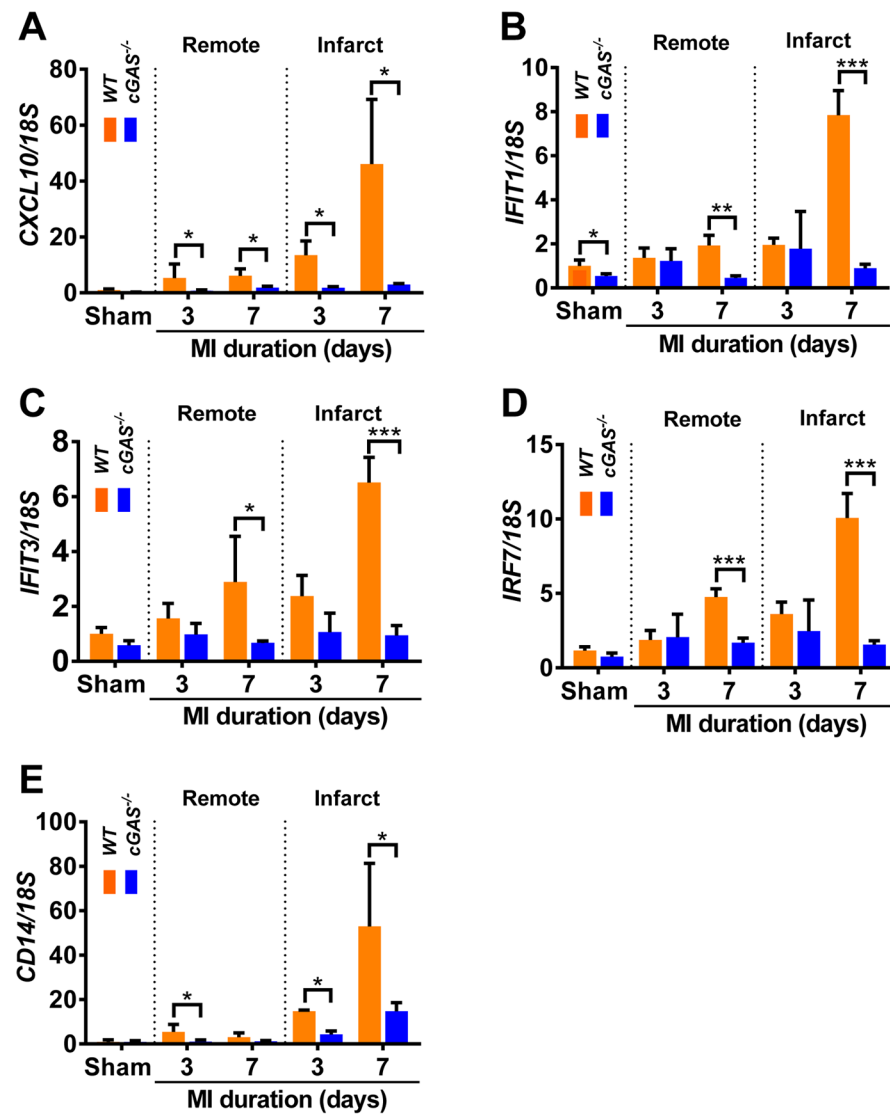 A
Remote
Infarct
WT
cGAS-/-
CXCL10/18S
80
60
40
20
0
*
*
*
*
Sham
3
7
3
7
MI duration (days)
B
Remote
Infarct
WT
cGAS-/-
IFIT1/18S
10
8
6
4
2
0
*
**
***
Sham
3
7
3
7
MI duration (days)
C
Remote
Infarct
WT
cGAS-/-
IFIT3/18S
8
6
4
2
0
*
***
Sham
3
7
3
7
MI duration (days)
D
Remote
Infarct
WT
cGAS-/-
IRF7/18S
15
10
5
0
***
***
Sham
3
7
3
7
MI duration (days)
E
Remote
Infarct
WT
cGAS-/-
CD14/18S
100
80
60
40
20
0
*
*
*
Sham
3
7
3
7
MI duration (days)